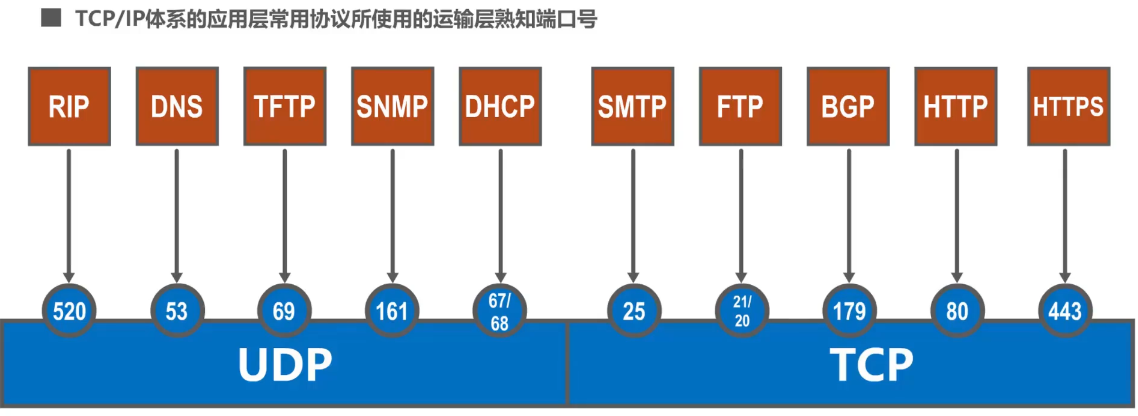 TCP/IP体系的应用层常用协议所使用的运输层熟知端口号
RIP
DNS
TFTP
SNMP
DHCP
SMTP
FTP
BGP
HTTP
HTTPS
520
53
69
161
67/
68
25
21/
20
179
80
443
UDP
TCP